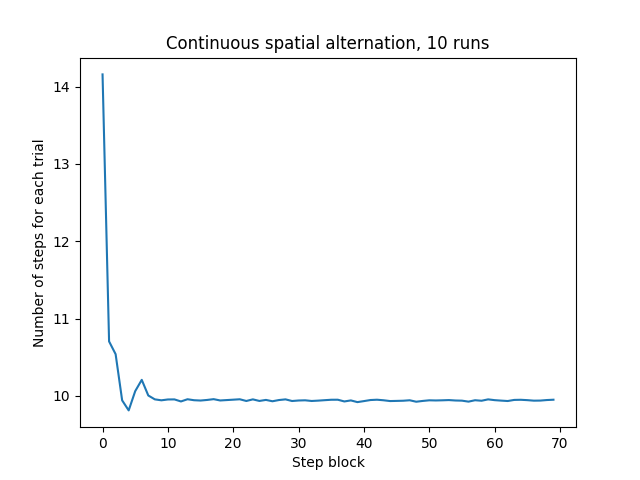 Continuous spatial alternation, 10 runs
Number of steps for each trial
14
13
12
11
10
0 10 20 30 40 50 60 70
Step block